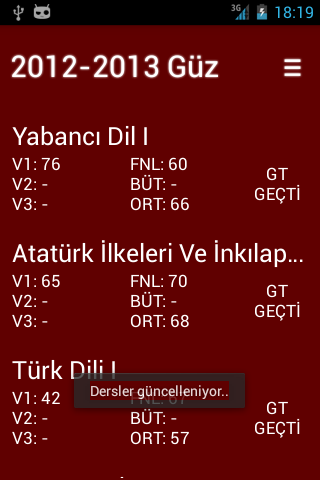 3G 18:19
2012-2013 Güz
Yabancı Dil I
V1: 76 FNL: 60
V2: - BÜT: -
V3: - ORT: 66
GT
GEÇTİ
Atatürk İlkeleri Ve İnkılap...
V1: 65 FNL: 70
V2: - BÜT: -
V3: - ORT: 68
GT
GEÇTİ
Türk Dili I
Dersler güncelleniyor..
V1: 42 FNL: 67
V2: - BÜT: -
V3: - ORT: 57
GT
GEÇTİ